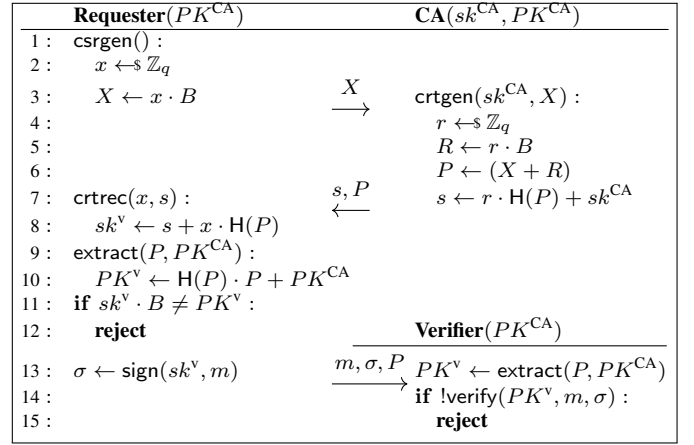 Requester(PK^CA) CA(sk^CA, PK^CA)
1 : csrgen() :
2 : x ←$ ℤ_q
3 : X ← x · B X ⟶ crtgen(sk^CA, X) :
4 : r ←$ ℤ_q
5 : R ← r · B
6 : P ← (X + R)
7 : crtrec(x, s) : s, P ⟵ s ← r · H(P) + sk^CA
8 : sk^v ← s + x · H(P)
9 : extract(P, PK^CA) :
10 : PK^v ← H(P) · P + PK^CA
11 : if sk^v · B ≠ PK^v :
12 : reject Verifier(PK^CA)
13 : σ ← sign(sk^v, m) m, σ, P ⟶ PK^v ← extract(P, PK^CA)
14 : if !verify(PK^v, m, σ) :
15 : reject